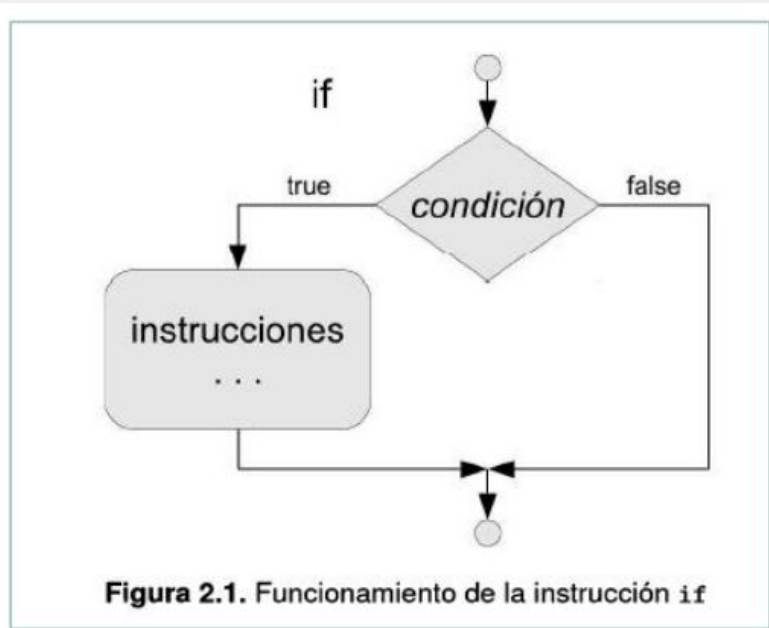 if
true
false
condición
instrucciones
. . .
Figura 2.1. Funcionamiento de la instrucción if